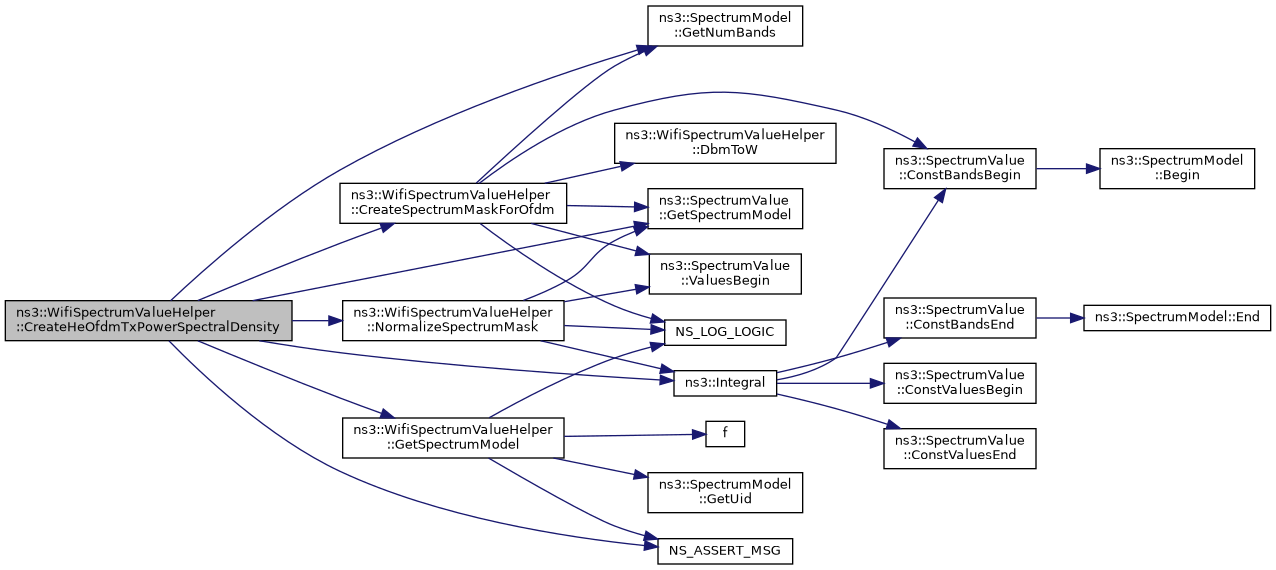 ns3::WifiSpectrumValueHelper
::CreateHeOfdmTxPowerSpectralDensity
ns3::WifiSpectrumValueHelper
::CreateSpectrumMaskForOfdm
ns3::WifiSpectrumValueHelper
::NormalizeSpectrumMask
ns3::WifiSpectrumValueHelper
::GetSpectrumModel
ns3::SpectrumModel
::GetNumBands
ns3::WifiSpectrumValueHelper
::DbmToW
ns3::SpectrumValue
::GetSpectrumModel
ns3::SpectrumValue
::ValuesBegin
NS_LOG_LOGIC
ns3::Integral
f
ns3::SpectrumModel
::GetUid
NS_ASSERT_MSG
ns3::SpectrumValue
::ConstBandsBegin
ns3::SpectrumValue
::ConstBandsEnd
ns3::SpectrumValue
::ConstValuesBegin
ns3::SpectrumValue
::ConstValuesEnd
ns3::SpectrumModel
::Begin
ns3::SpectrumModel::End